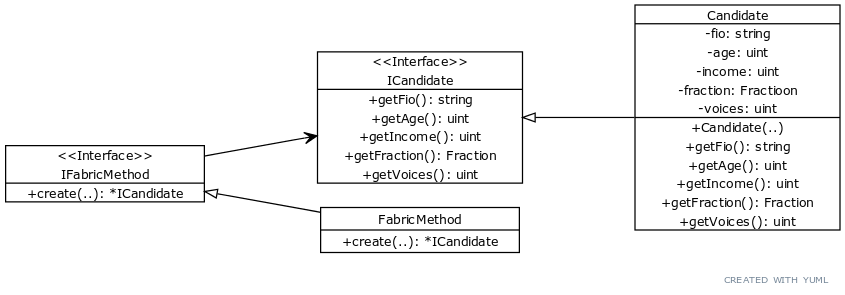 <<Interface>>
IFabricMethod
+create(..): *ICandidate
<<Interface>>
ICandidate
+getFio(): string
+getAge(): uint
+getIncome(): uint
+getFraction(): Fraction
+getVoices(): uint
FabricMethod
+create(..): *ICandidate
Candidate
-fio: string
-age: uint
-income: uint
-fraction: Fractioon
-voices: uint
+Candidate(..)
+getFio(): string
+getAge(): uint
+getIncome(): uint
+getFraction(): Fraction
+getVoices(): uint
CREATED WITH YUML